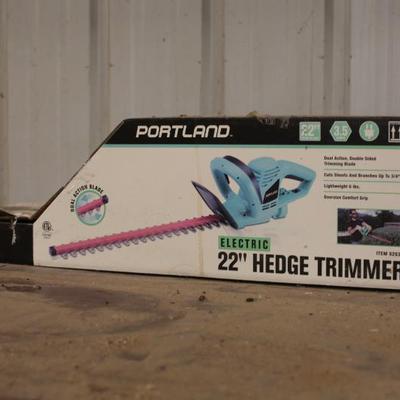 PORTLAND
22"
3.5
Dual Action, Double Sided
Trimming Blade
Cuts Shoots And Branches Up To 3/4"
Lightweight 6 lbs.
Oversize Comfort Grip
DUAL ACTION BLADE
ELECTRIC
22" HEDGE TRIMMER
ITEM